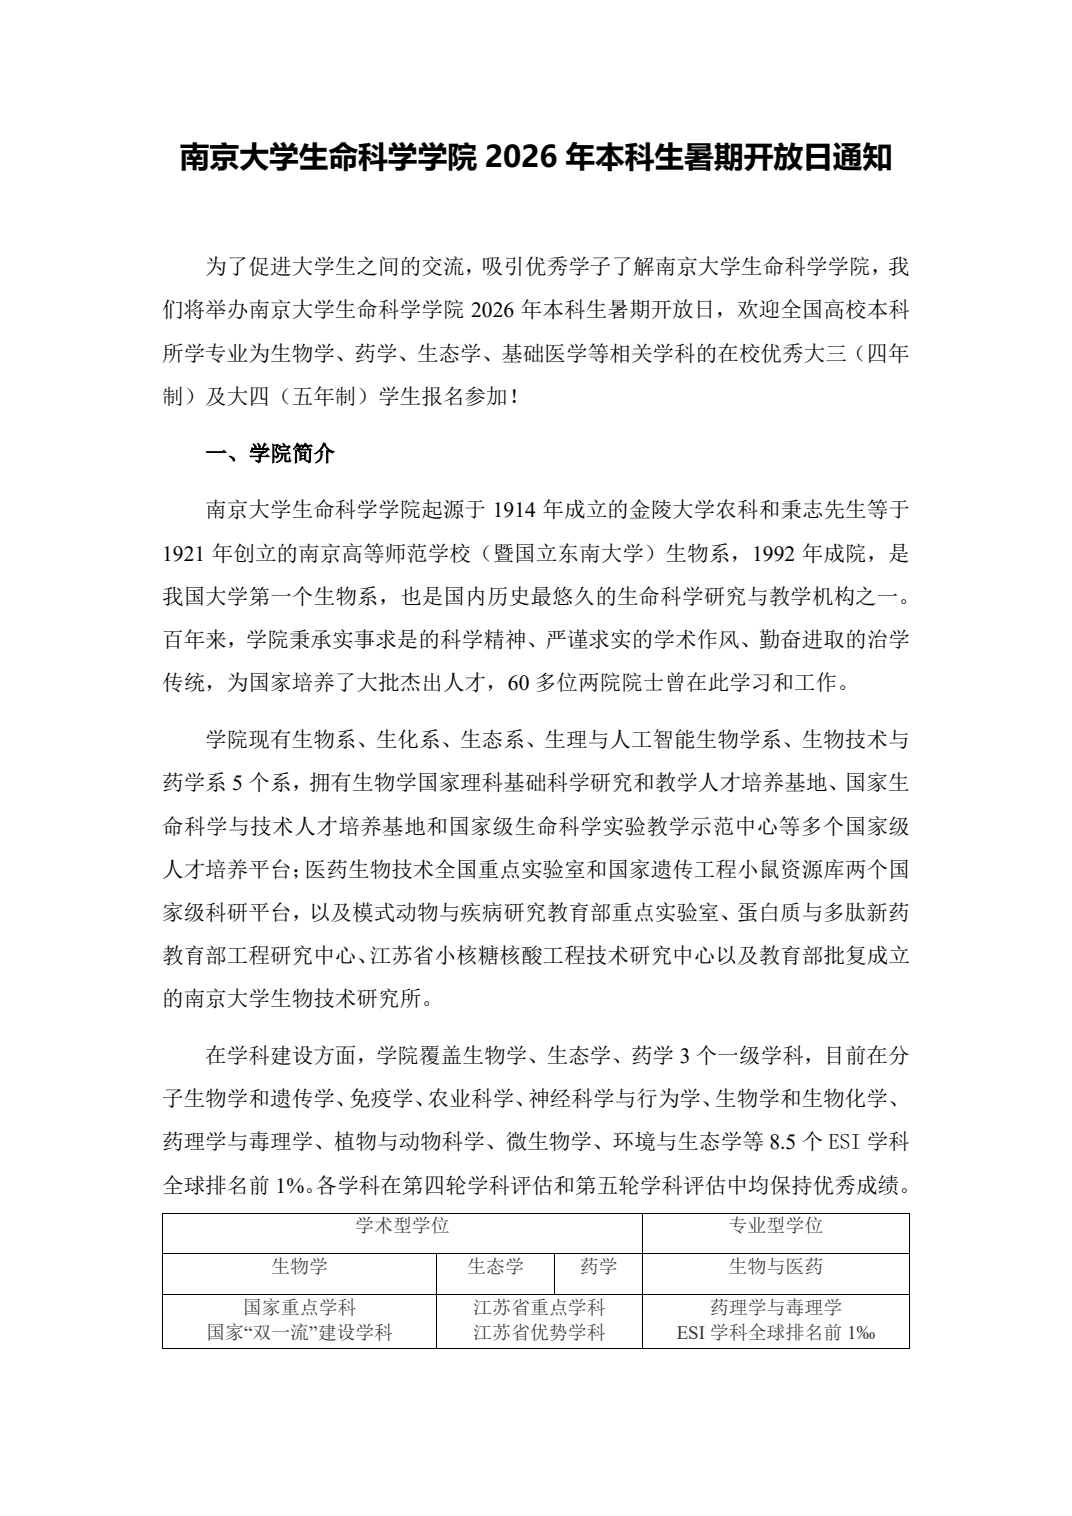 南京大学生命科学学院 2026 年本科生暑期开放日通知
为了促进大学生之间的交流，吸引优秀学子了解南京大学生命科学学院，我
们将举办南京大学生命科学学院 2026 年本科生暑期开放日，欢迎全国高校本科
所学专业为生物学、药学、生态学、基础医学等相关学科的在校优秀大三（四年
制）及大四（五年制）学生报名参加！
一、学院简介
南京大学生命科学学院起源于 1914 年成立的金陵大学农科和秉志先生等于
1921 年创立的南京高等师范学校（暨国立东南大学）生物系，1992 年成院，是
我国大学第一个生物系，也是国内历史最悠久的生命科学研究与教学机构之一。
百年来，学院秉承实事求是的科学精神、严谨求实的学术作风、勤奋进取的治学
传统，为国家培养了大批杰出人才，60 多位两院院士曾在此学习和工作。
学院现有生物系、生化系、生态系、生理与人工智能生物学系、生物技术与
药学系 5 个系，拥有生物学国家理科基础科学研究和教学人才培养基地、国家生
命科学与技术人才培养基地和国家级生命科学实验教学示范中心等多个国家级
人才培养平台；医药生物技术全国重点实验室和国家遗传工程小鼠资源库两个国
家级科研平台，以及模式动物与疾病研究教育部重点实验室、蛋白质与多肽新药
教育部工程研究中心、江苏省小核糖核酸工程技术研究中心以及教育部批复成立
的南京大学生物技术研究所。
在学科建设方面，学院覆盖生物学、生态学、药学 3 个一级学科，目前在分
子生物学和遗传学、免疫学、农业科学、神经科学与行为学、生物学和生物化学、
药理学与毒理学、植物与动物科学、微生物学、环境与生态学等 8.5 个 ESI 学科
全球排名前 1%。各学科在第四轮学科评估和第五轮学科评估中均保持优秀成绩。
学术型学位 专业型学位
生物学 生态学 药学 生物与医药
国家重点学科 江苏省重点学科 药理学与毒理学
国家“双一流”建设学科 江苏省优势学科 ESI 学科全球排名前 1‰